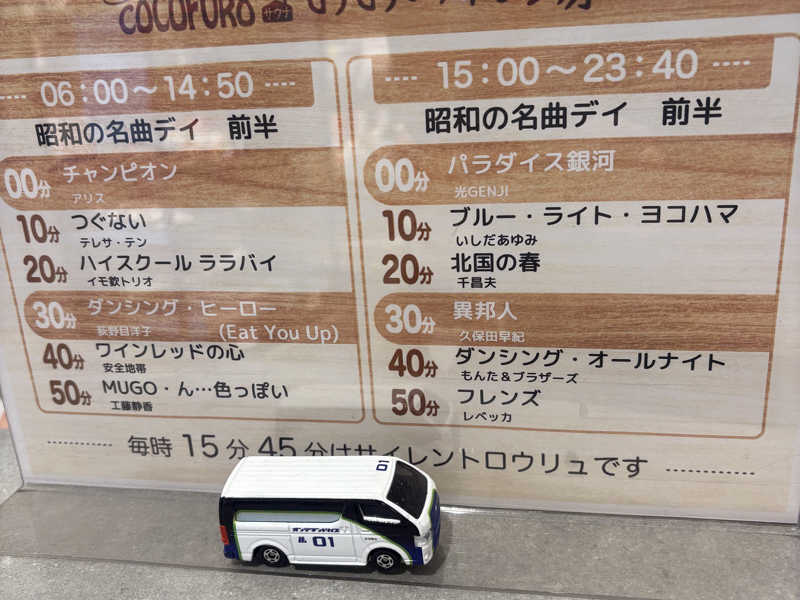 COCOFURO サウナ
06:00～14:50
昭和の名曲デイ 前半
00分 チャンピオン
アリス
10分 つぐない
テレサ・テン
20分 ハイスクール ララバイ
イモ欽トリオ
30分 ダンシング・ヒーロー
荻野目洋子 (Eat You Up)
40分 ワインレッドの心
安全地帯
50分 MUGO・ん…色っぽい
工藤静香
15:00～23:40
昭和の名曲デイ 前半
00分 パラダイス銀河
光GENJI
10分 ブルー・ライト・ヨコハマ
いしだあゆみ
20分 北国の春
千昌夫
30分 異邦人
久保田早紀
40分 ダンシング・オールナイト
もんた＆ブラザーズ
50分 フレンズ
レベッカ
毎時15分45分はサイレントロウリュです
01
01